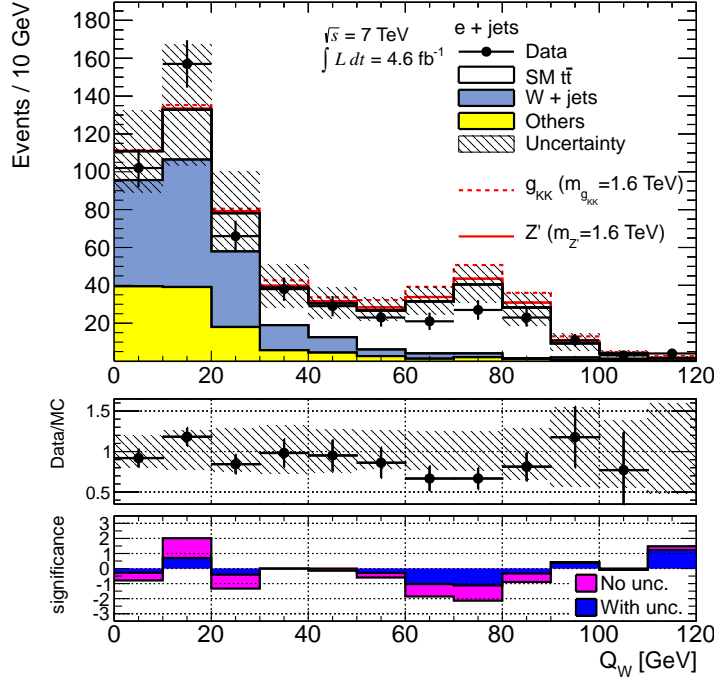 e + jets
√s = 7 TeV
∫ L dt = 4.6 fb⁻¹
Data
SM tt̄
W + jets
Others
Uncertainty
g_KK (m_g_KK =1.6 TeV)
Z' (m_Z' =1.6 TeV)
Events / 10 GeV
180
160
140
120
100
80
60
40
20
0 20 40 60 80 100 120
Data/MC
1.5
1
0.5
significance
3
2
1
0
-1
-2
-3
No unc.
With unc.
0 20 40 60 80 100 120
Q_W [GeV]